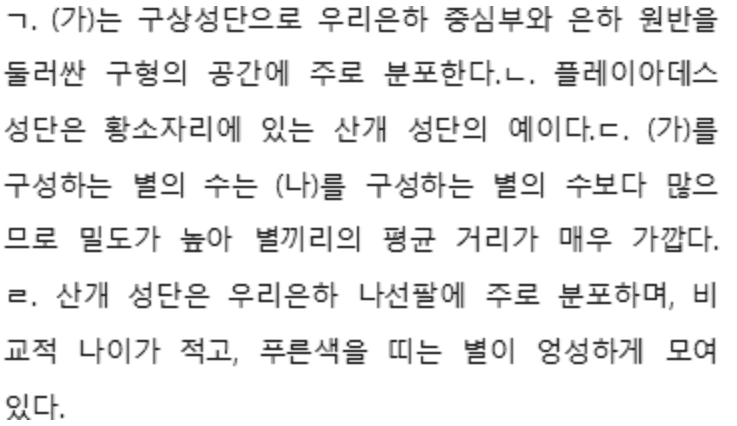 ㄱ. (가)는 구상성단으로 우리은하 중심부와 은하 원반을
둘러싼 구형의 공간에 주로 분포한다.ㄴ. 플레이아데스
성단은 황소자리에 있는 산개 성단의 예이다.ㄷ. (가)를
구성하는 별의 수는 (나)를 구성하는 별의 수보다 많으
므로 밀도가 높아 별끼리의 평균 거리가 매우 가깝다.
ㄹ. 산개 성단은 우리은하 나선팔에 주로 분포하며, 비
교적 나이가 적고, 푸른색을 띠는 별이 엉성하게 모여
있다.